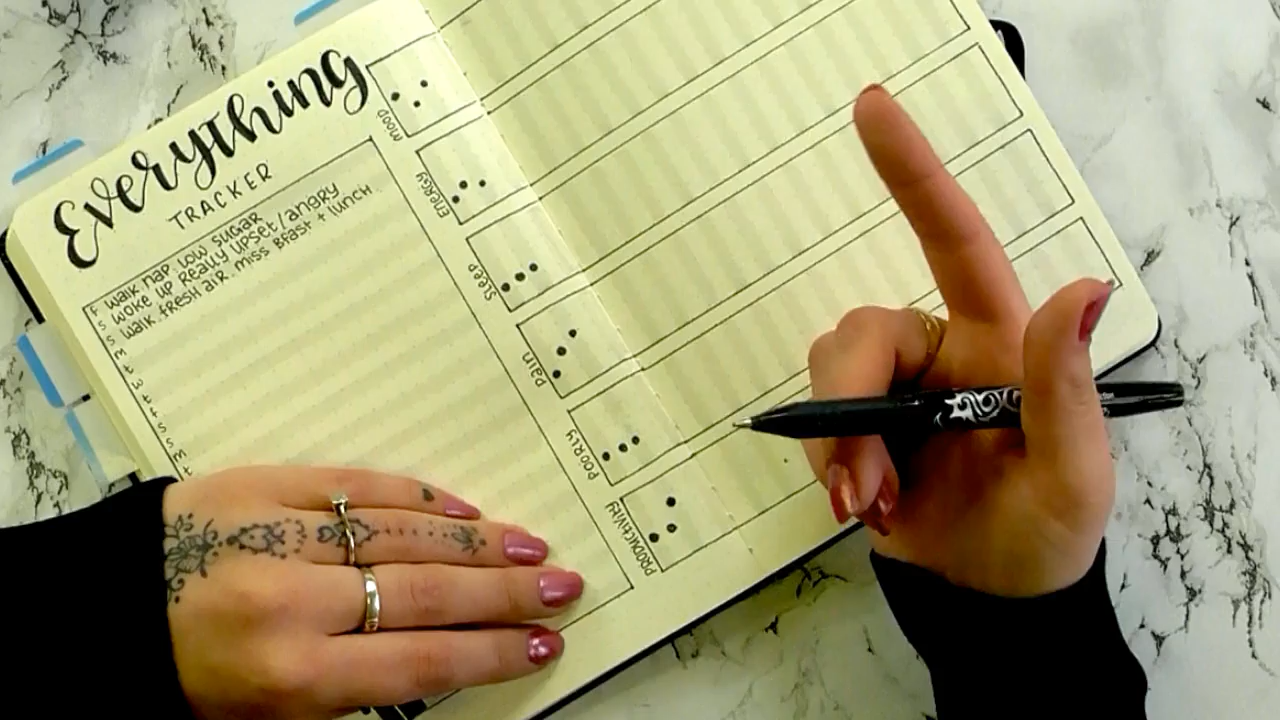 Everything
TRACKER
F WALK NAP. LOW SUGAR
S WOKE UP REALLY UPSET/ANGRY
S WALK. FRESH AIR. MISS BFAST + LUNCH.
M
T
W
T
F
S
S
M
T
MOOD
ENERGY
SLEEP
PAIN
POORLY
PRODUCTIVITY